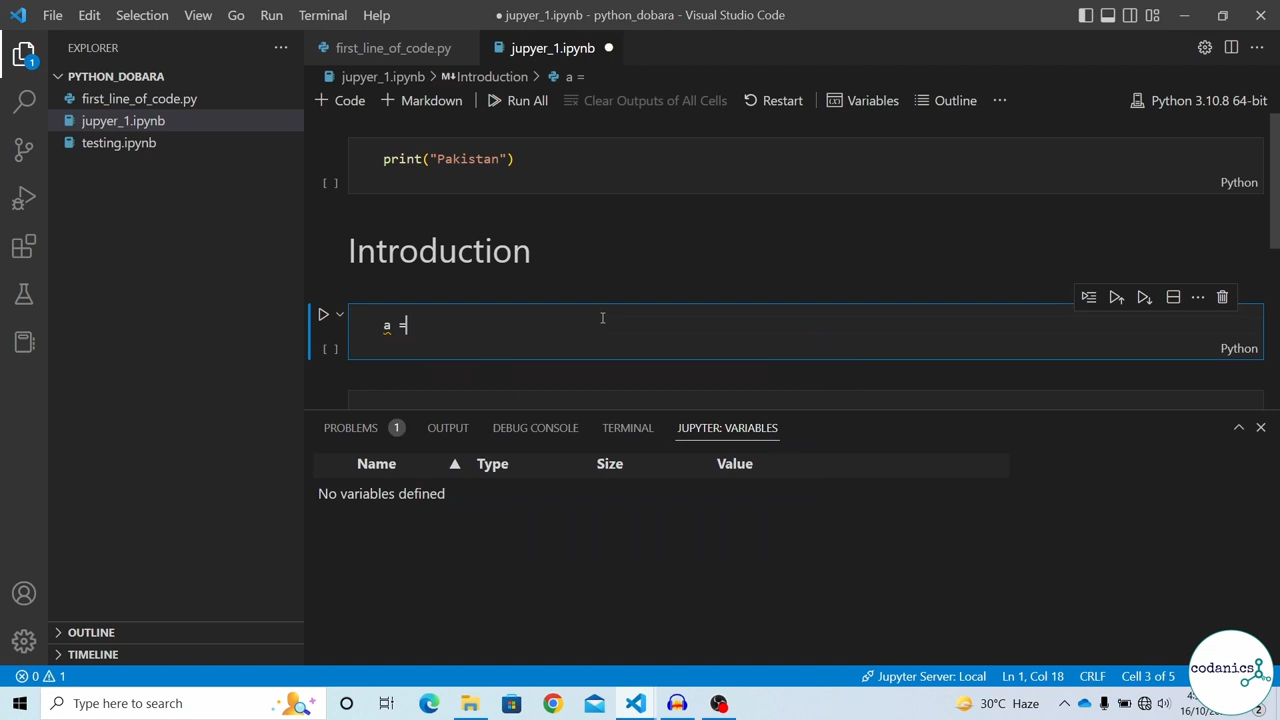 File Edit Selection View Go Run Terminal Help
● jupyer_1.ipynb - python_dobara - Visual Studio Code
EXPLORER
first_line_of_code.py
jupyer_1.ipynb
PYTHON_DOBARA
jupyer_1.ipynb > M↓Introduction > a =
first_line_of_code.py
Code Markdown Run All Clear Outputs of All Cells Restart Variables Outline Python 3.10.8 64-bit
jupyer_1.ipynb
testing.ipynb
print("Pakistan")
[ ]
Python
Introduction
a =
[ ]
Python
PROBLEMS 1 OUTPUT DEBUG CONSOLE TERMINAL JUPYTER: VARIABLES
Name Type Size Value
No variables defined
1
OUTLINE
TIMELINE
0 1
Jupyter Server: Local Ln 1, Col 18 CRLF Cell 3 of 5
codanics
Type here to search
30°C Haze
2